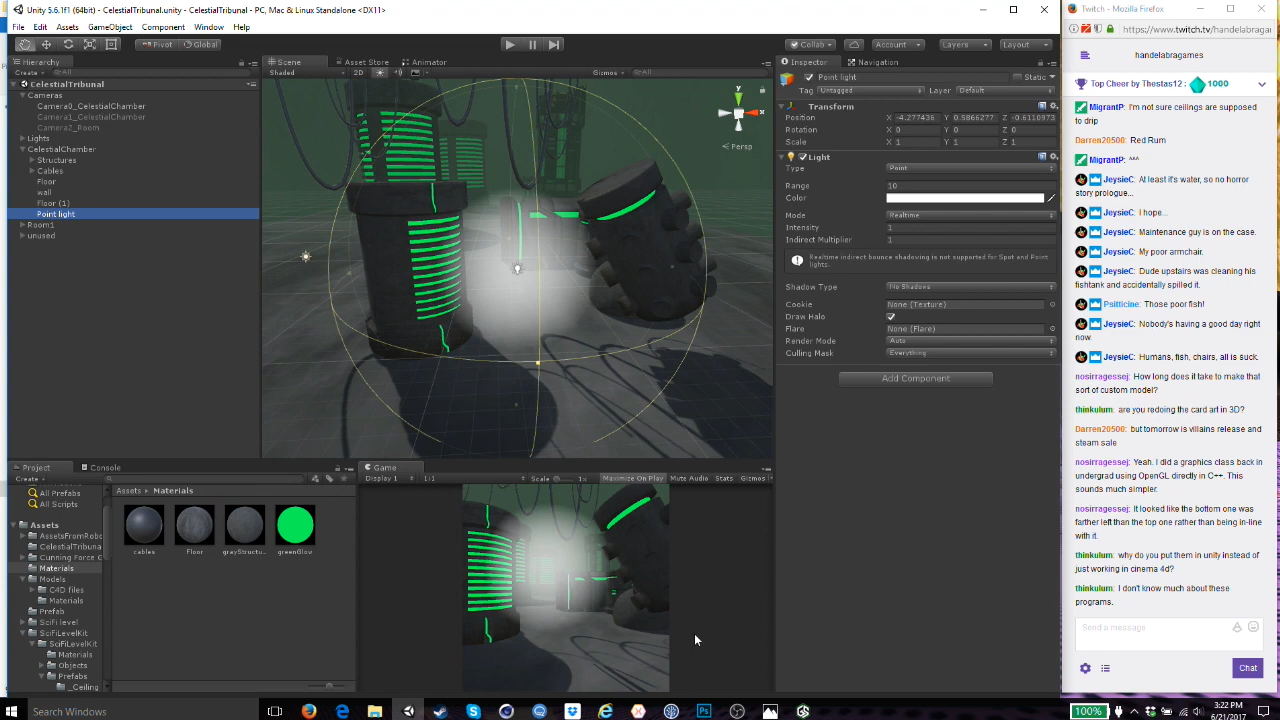 Unity 5.6.1f1 (64bit) - CelestialTribunal.unity - CelestialTribunal - PC, Mac & Linux Standalone <DX11>
File Edit Assets GameObject Component Window Help
Pivot Global
Collab Account Layers Layout
Hierarchy
Create All
CelestialTribunal
Cameras
Camera0_CelestialChamber
Camera1_CelestialChamber
Camera2_Room
Lights
CelestialChamber
Structures
Cables
Floor
wall
Floor (1)
Point light
Room1
unused
Scene Asset Store Animator
Shaded 2D Gizmos All
y
x
Persp
Inspector Navigation
Point light Static
Tag Untagged Layer Default
Transform
Position X -4.277436 Y 0.5866277 Z -0.6110973
Rotation X 0 Y 0 Z 0
Scale X 1 Y 1 Z 1
Light
Type Point
Range 10
Color
Mode Realtime
Intensity 1
Indirect Multiplier 1
Realtime indirect bounce shadowing is not supported for Spot and Point
lights.
Shadow Type No Shadows
Cookie None (Texture)
Draw Halo
Flare None (Flare)
Render Mode Auto
Culling Mask Everything
Add Component
Project Console
Create
All Prefabs
All Scripts
Assets
AssetsFromRobo
CelestialTribuna
Cunning Force G
Materials
Models
C4D files
Materials
Prefab
SciFi level
SciFiLevelKit
SciFiLevelKit
Materials
Objects
Prefabs
_Ceiling
Assets Materials
cables Floor grayStructu.. greenGlow
Game
Display 1 1:1 Scale 1x Maximize On Play Mute Audio Stats Gizmos
Twitch - Mozilla Firefox
https://www.twitch.tv/handelabragar
handelabragames
Top Cheer by Thestas12 : 1000
MigrantP: I'm not sure ceilings are supposed
to drip
Darren20500: Red Rum
MigrantP: ^^^
JeysieC: At least it's water, so no horror
story prologue...
JeysieC: I hope...
JeysieC: Maintenance guy is on the case.
JeysieC: My poor armchair.
JeysieC: Dude upstairs was cleaning his
fishtank and accidentally spilled it.
Psitticine: Those poor fish!
JeysieC: Nobody's having a good day right
now.
JeysieC: Humans, fish, chairs, all is suck.
nosirragessej: How long does it take to make that
sort of custom model?
thinkulum: are you redoing the card art in 3D?
Darren20500: but tomorrow is villains release and
steam sale
nosirragessej: Yeah. I did a graphics class back in
undergrad using OpenGL directly in C++. This
sounds much simpler.
nosirragessej: It looked like the bottom one was
farther left than the top one rather than being in-line
with it.
thinkulum: why do you put them in unity instead of
just working in cinema 4d?
thinkulum: I don't know much about these
programs.
Send a message
Chat
Search Windows
100%
3:22 PM
6/21/2017